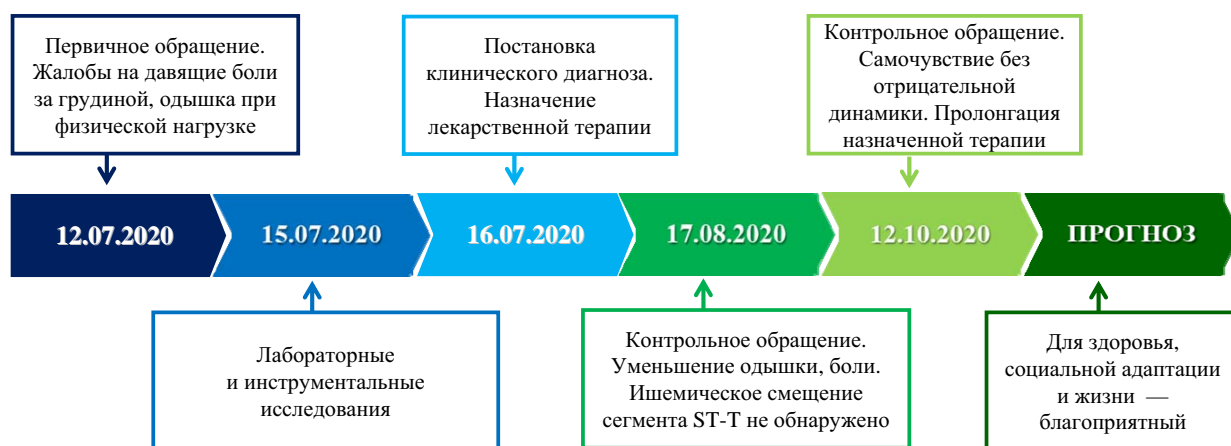 Первичное обращение.
Жалобы на давящие боли
за грудиной, одышка при
физической нагрузке
Постановка
клинического диагноза.
Назначение
лекарственной терапии
Контрольное обращение.
Самочувствие без
отрицательной
динамики. Пролонгация
назначенной терапии
12.07.2020
15.07.2020
16.07.2020
17.08.2020
12.10.2020
ПРОГНОЗ
Лабораторные
и инструментальные
исследования
Контрольное обращение.
Уменьшение одышки, боли.
Ишемическое смещение
сегмента ST-T не обнаружено
Для здоровья,
социальной адаптации
и жизни —
благоприятный